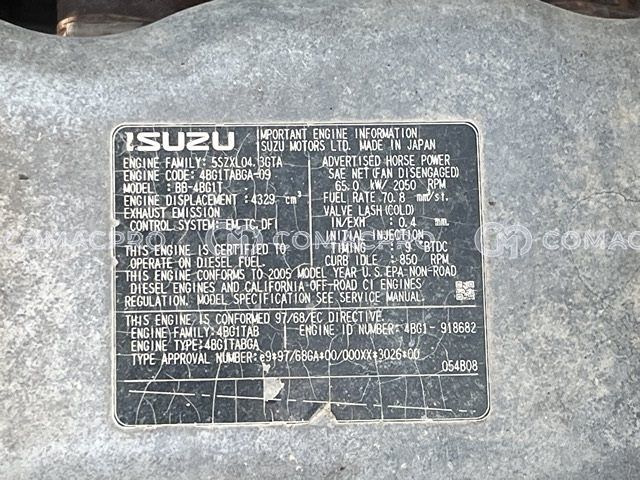 ISUZU
IMPORTANT ENGINE INFORMATION
ISUZU MOTORS LTD. MADE IN JAPAN
ENGINE FAMILY: 5SZXL04.3GTA
ENGINE CODE: 4BG1TABGA-09
MODEL: BB-4BG1T
ENGINE DISPLACEMENT: 4329 cm³
EXHAUST EMISSION
CONTROL SYSTEM: EM,TC,DFI
THIS ENGINE IS CERTIFIED TO
OPERATE ON DIESEL FUEL.
ADVERTISED HORSE POWER
SAE NET(FAN DISENGAGED)
65.0 kW/ 2050 RPM
FUEL RATE:70.8 mm³/st.
VALVE LASH(COLD)
IN/EXH : 0.4 mm
INITIAL INJECTION
TIMING : 9 °BTDC
CURB IDLE : 850 RPM
THIS ENGINE CONFORMS TO 2005 MODEL YEAR U.S.EPA NON-ROAD
DIESEL ENGINES AND CALIFORNIA OFF-ROAD CI ENGINES
REGULATION. MODEL SPECIFICATION SEE SERVICE MANUAL.
THIS ENGINE IS CONFORMED 97/68/EC DIRECTIVE.
ENGINE FAMILY:4BG1TAB
ENGINE ID NUMBER: 4BG1- 918682
ENGINE TYPE:4BG1TABGA
TYPE APPROVAL NUMBER:e9*97/68GA*00/000XX*3026*00
054B08
COMACPRO
COMACPRO
COMACPRO